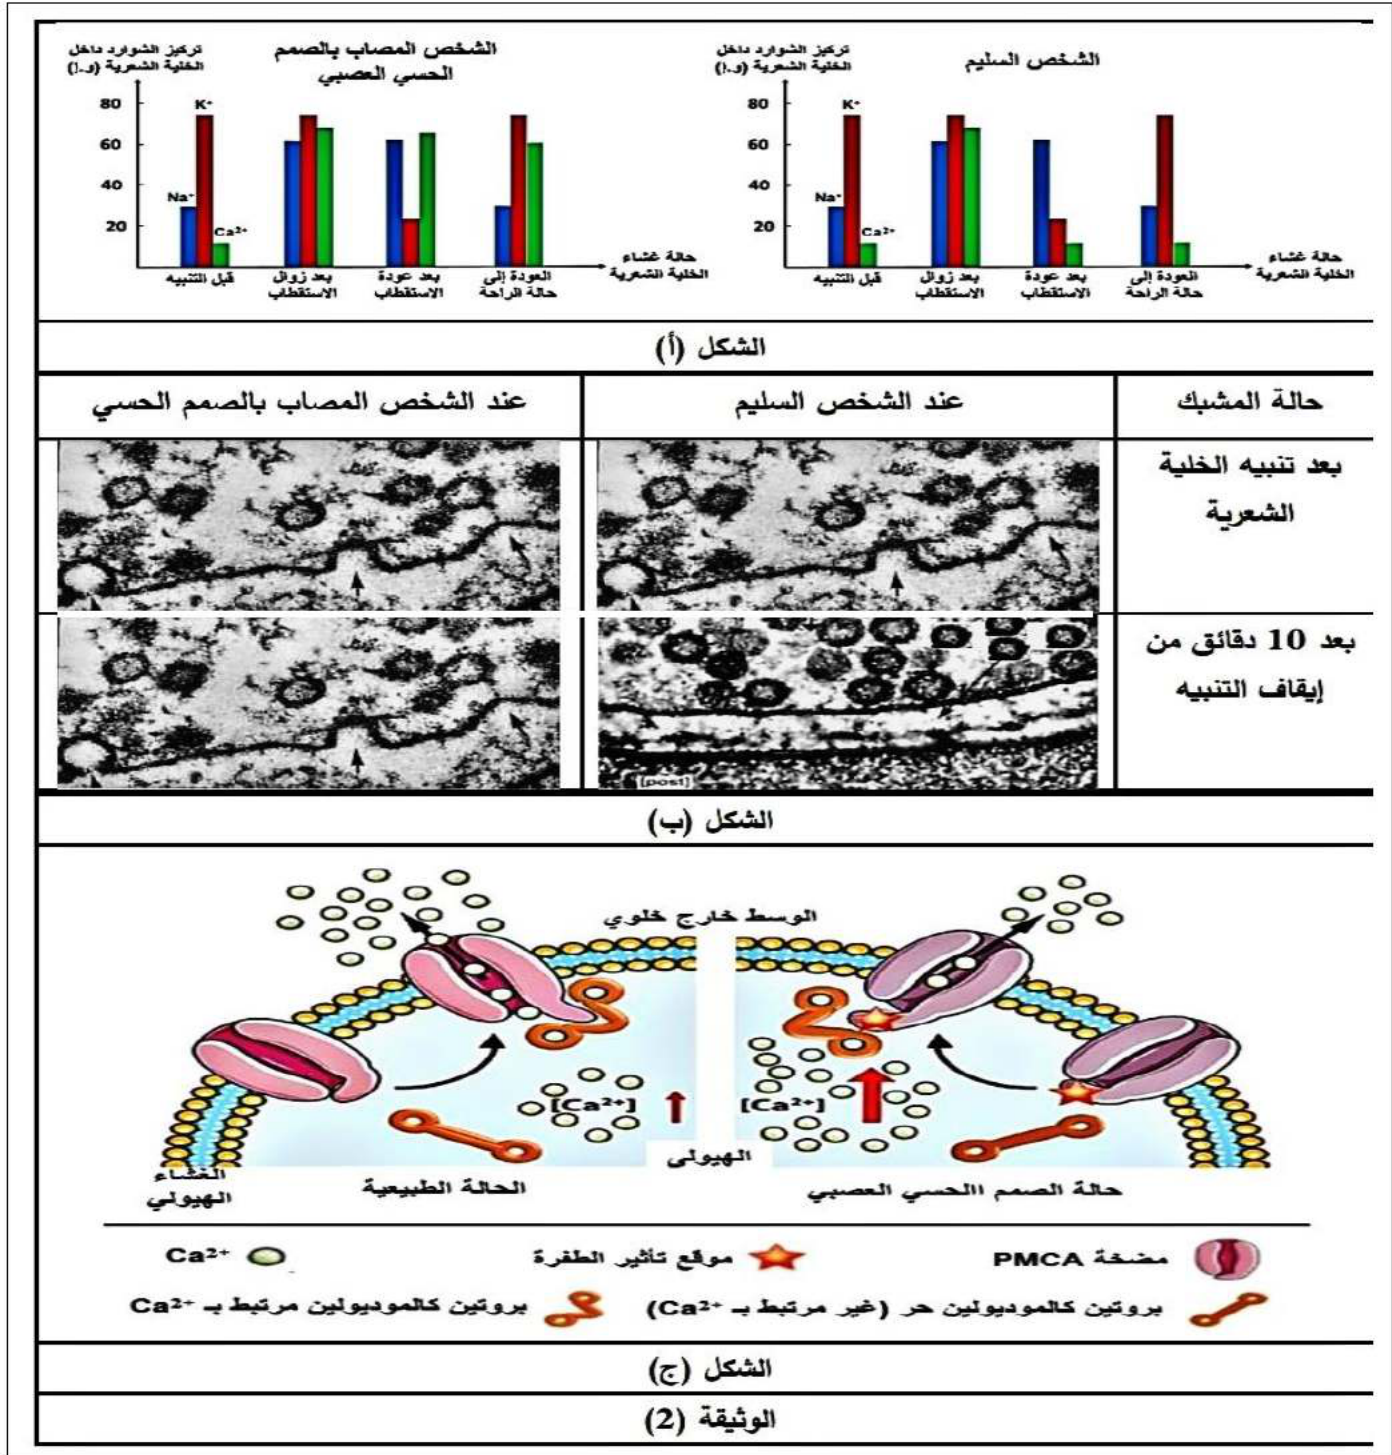 الشخص السليم
تركيز الشوارد داخل
الخلية الشعرية (و.إ)
80
60
40
20
K⁺
Na⁺
Ca²⁺
قبل التنبيه
بعد زوال
الاستقطاب
بعد عودة
الاستقطاب
العودة إلى
حالة الراحة
حالة غشاء
الخلية الشعرية
الشخص المصاب بالصمم
الحسي العصبي
تركيز الشوارد داخل
الخلية الشعرية (و.إ)
80
60
40
20
K⁺
Na⁺
Ca²⁺
قبل التنبيه
بعد زوال
الاستقطاب
بعد عودة
الاستقطاب
العودة إلى
حالة الراحة
حالة غشاء
الخلية الشعرية
الشكل (أ)
حالة المشبك
عند الشخص السليم
عند الشخص المصاب بالصمم الحسي
بعد تنبيه الخلية
الشعرية
بعد 10 دقائق من
إيقاف التنبيه
[post]
الشكل (ب)
الوسط خارج خلوي
[Ca²⁺]
[Ca²⁺]
الهيولى
الغشاء
الهيولي
حالة الصمم االحسي العصبي
الحالة الطبيعية
مضخة PMCA
موقع تأثير الطفرة
Ca²⁺
بروتين كالموديولين حر (غير مرتبط بـ Ca²⁺)
بروتين كالموديولين مرتبط بـ Ca²⁺
الشكل (ج)
الوثيقة (2)